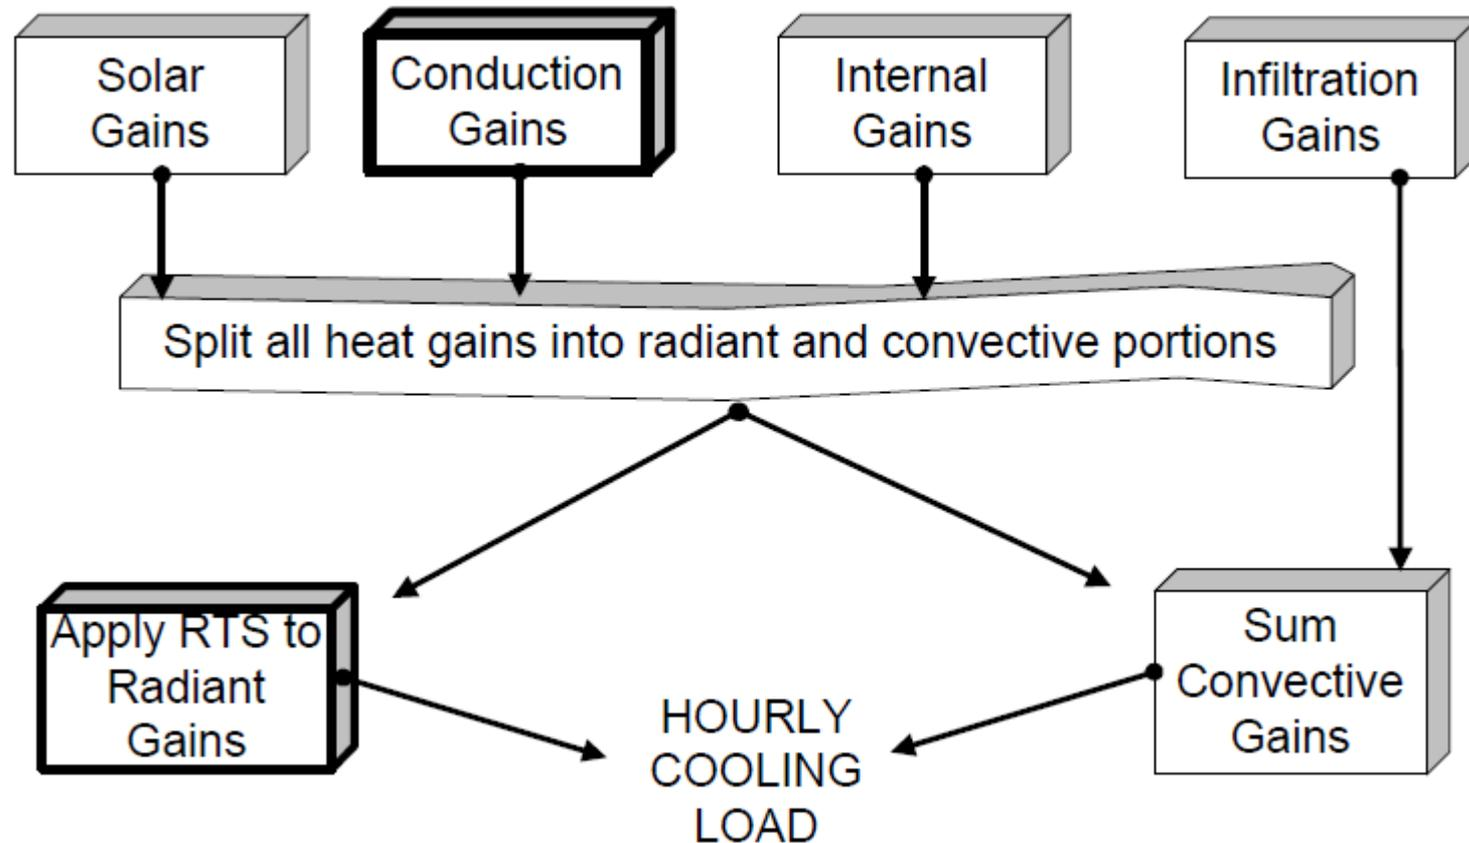 Solar
Gains
Conduction
Gains
Internal
Gains
Infiltration
Gains
Split all heat gains into radiant and convective portions
Apply RTS to
Radiant
Gains
Sum
Convective
Gains
HOURLY
COOLING
LOAD